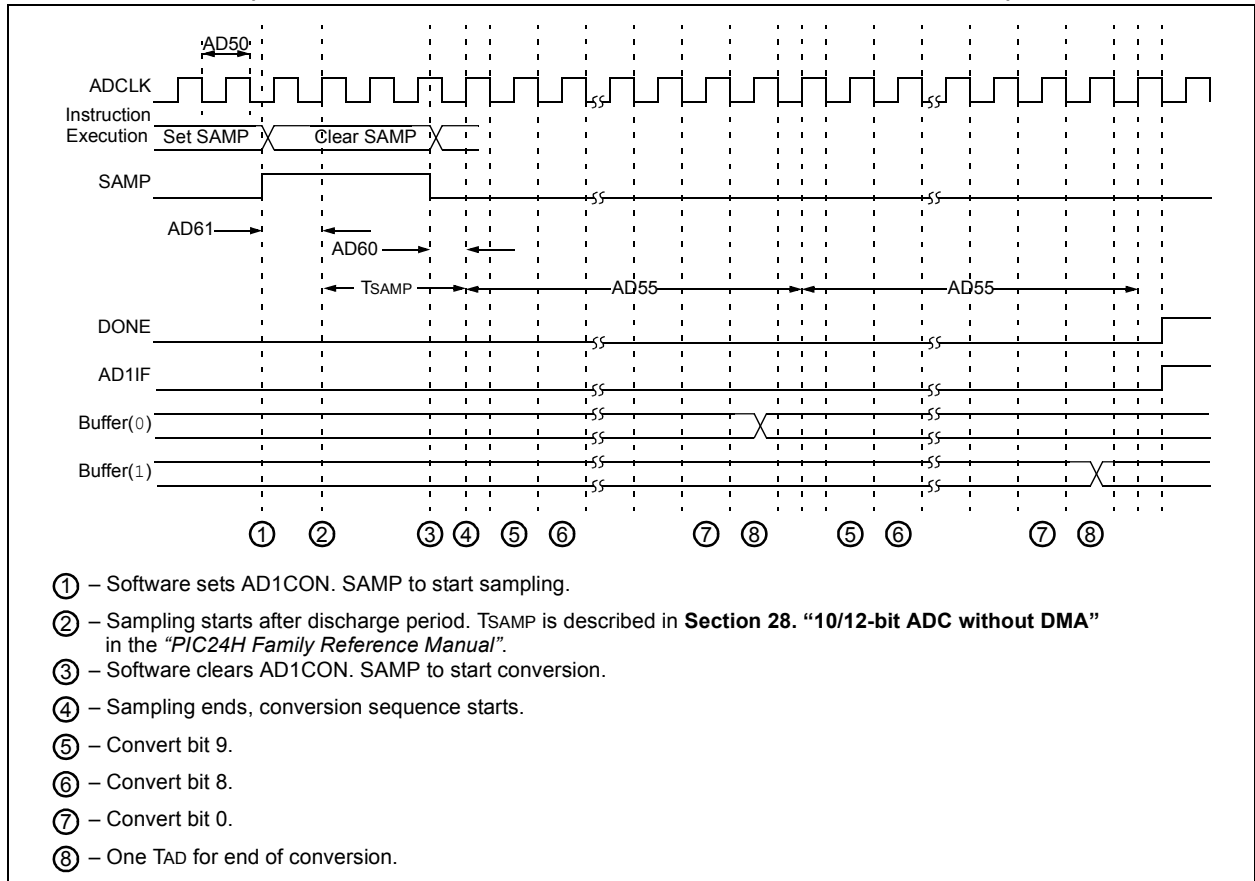 AD50
ADCLK
Instruction
Execution
Set SAMP
Clear SAMP
SAMP
AD61
AD60
TSAMP
AD55
AD55
DONE
AD1IF
Buffer(0)
Buffer(1)
1 2 3 4 5 6 7 8 5 6 7 8
1 – Software sets AD1CON. SAMP to start sampling.
2 – Sampling starts after discharge period. TSAMP is described in Section 28. “10/12-bit ADC without DMA”
in the “PIC24H Family Reference Manual”.
3 – Software clears AD1CON. SAMP to start conversion.
4 – Sampling ends, conversion sequence starts.
5 – Convert bit 9.
6 – Convert bit 8.
7 – Convert bit 0.
8 – One TAD for end of conversion.